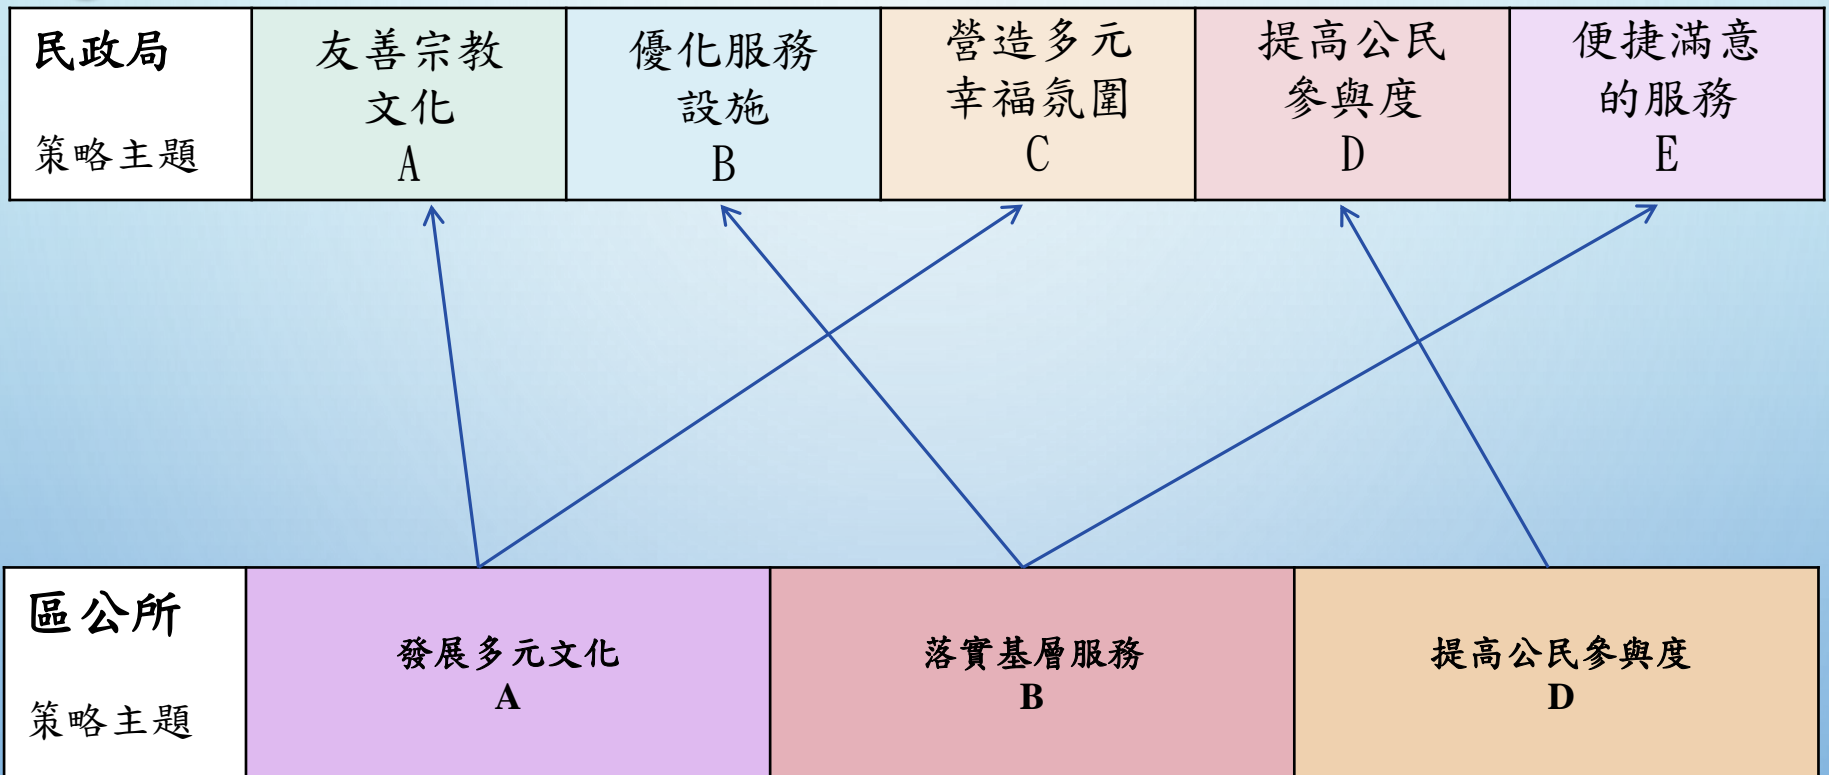 民政局
策略主題
友善宗教
文化
A
優化服務
設施
B
營造多元
幸福氛圍
C
提高公民
參與度
D
便捷滿意
的服務
E
區公所
策略主題
發展多元文化
A
落實基層服務
B
提高公民參與度
D